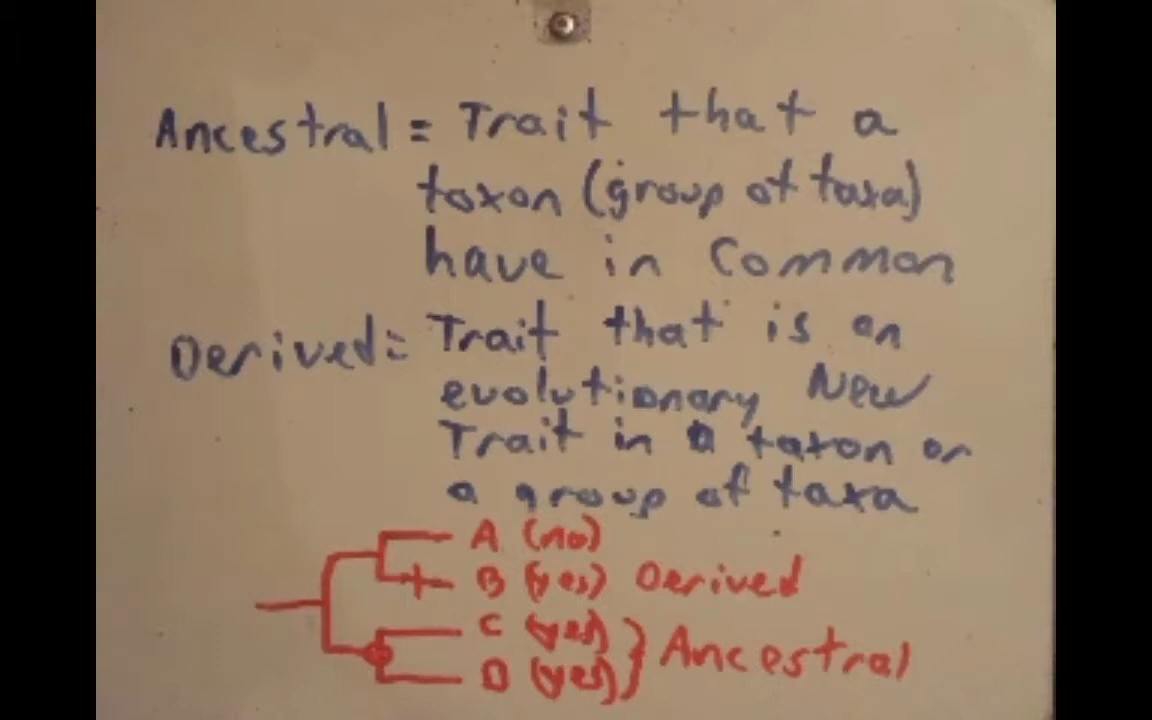 Ancestral = Trait that a
taxon (group of taxa)
have in common
Derived = Trait that is an
evolutionary New
Trait in a taxon or
a group of taxa
A (no)
B (yes) Derived
C (yes)
D (yes) } Ancestral